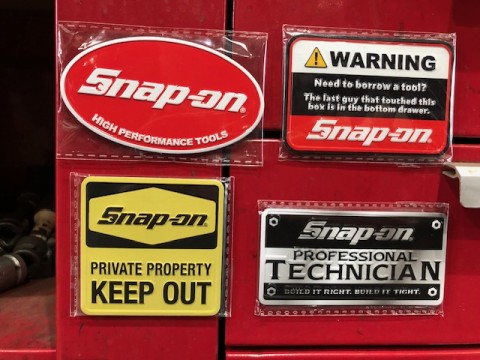 Snap-on
HIGH PERFORMANCE TOOLS
WARNING
Need to borrow a tool?
The last guy that touched this
box is in the bottom drawer.
Snap-on
Snap-on
PRIVATE PROPERTY
KEEP OUT
Snap-on
PROFESSIONAL
TECHNICIAN
BUILD IT RIGHT. BUILD IT TIGHT.